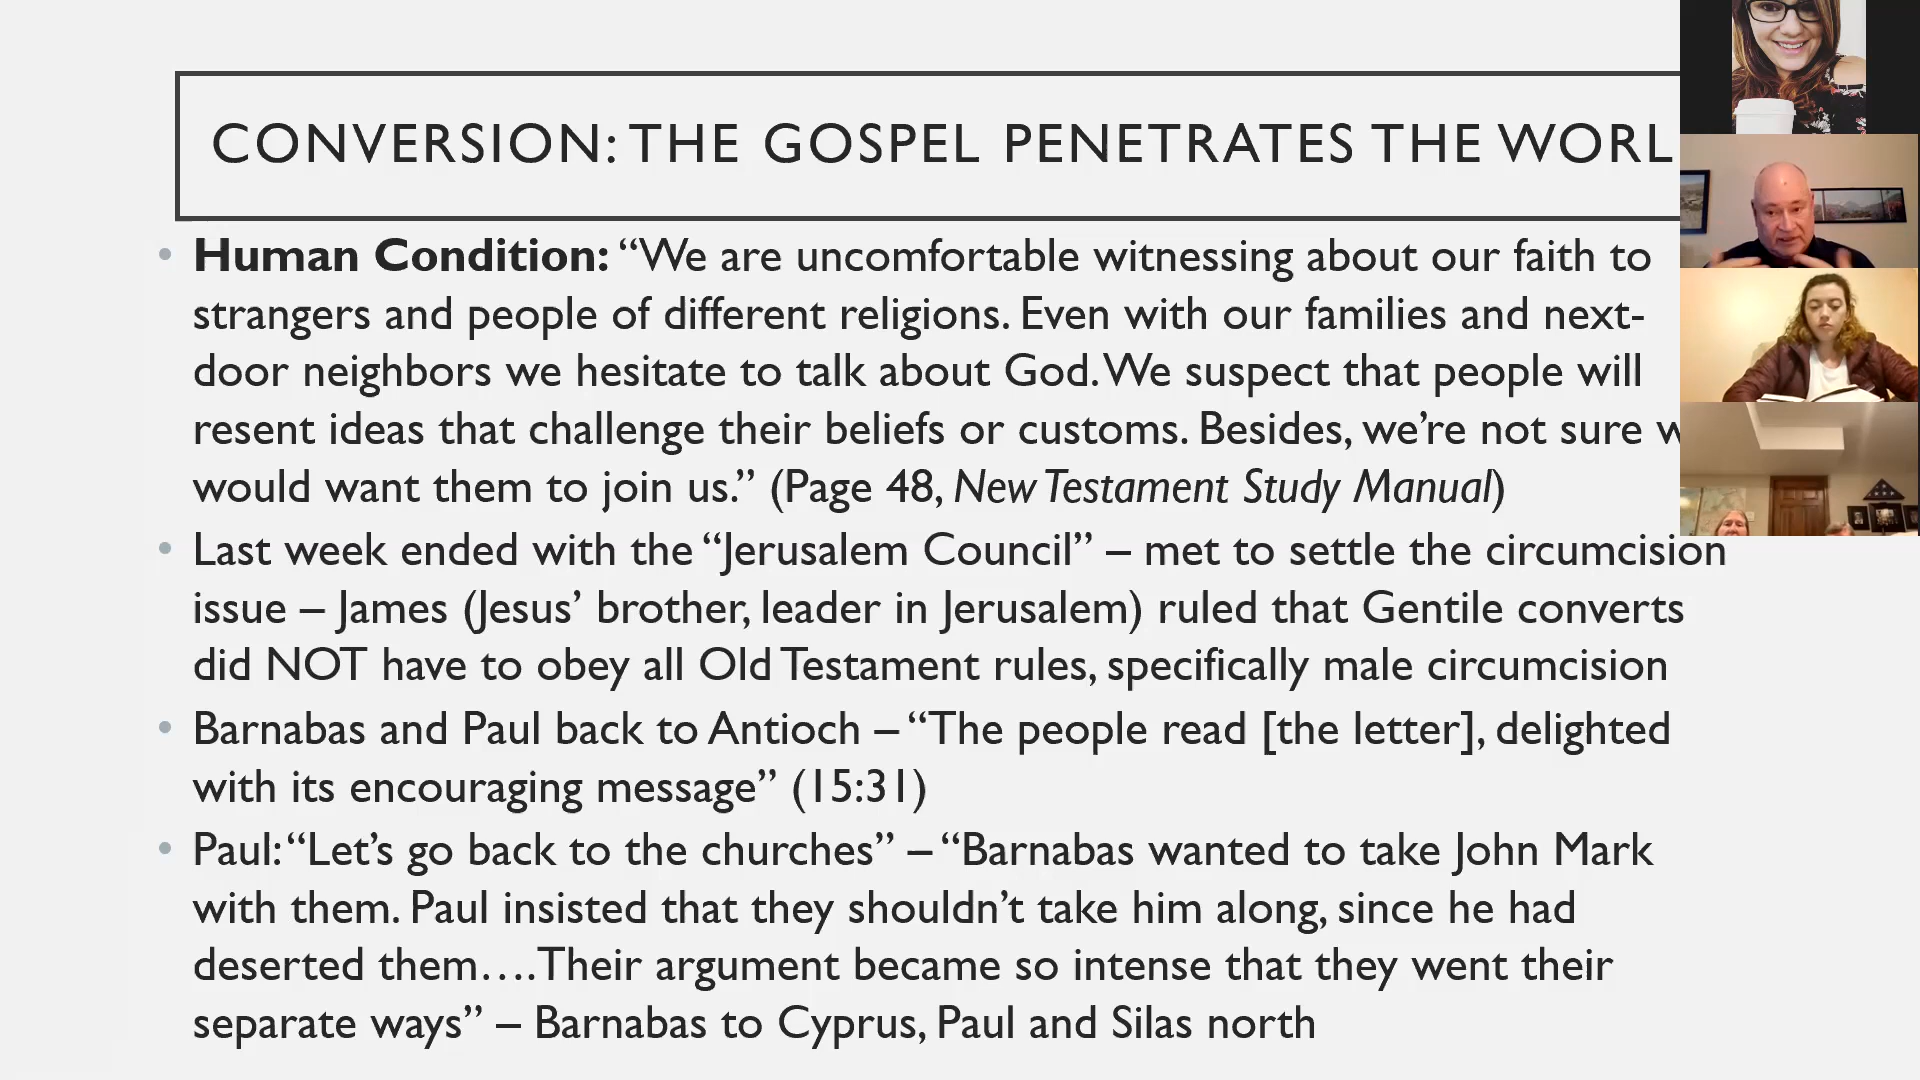 CONVERSION: THE GOSPEL PENETRATES THE WORL
• Human Condition: “We are uncomfortable witnessing about our faith to
strangers and people of different religions. Even with our families and next-
door neighbors we hesitate to talk about God. We suspect that people will
resent ideas that challenge their beliefs or customs. Besides, we’re not sure
would want them to join us.” (Page 48, New Testament Study Manual)
• Last week ended with the “Jerusalem Council” – met to settle the circumcision
issue – James (Jesus’ brother, leader in Jerusalem) ruled that Gentile converts
did NOT have to obey all Old Testament rules, specifically male circumcision
• Barnabas and Paul back to Antioch – “The people read [the letter], delighted
with its encouraging message” (15:31)
• Paul: “Let’s go back to the churches” – “Barnabas wanted to take John Mark
with them. Paul insisted that they shouldn’t take him along, since he had
deserted them….Their argument became so intense that they went their
separate ways” – Barnabas to Cyprus, Paul and Silas north